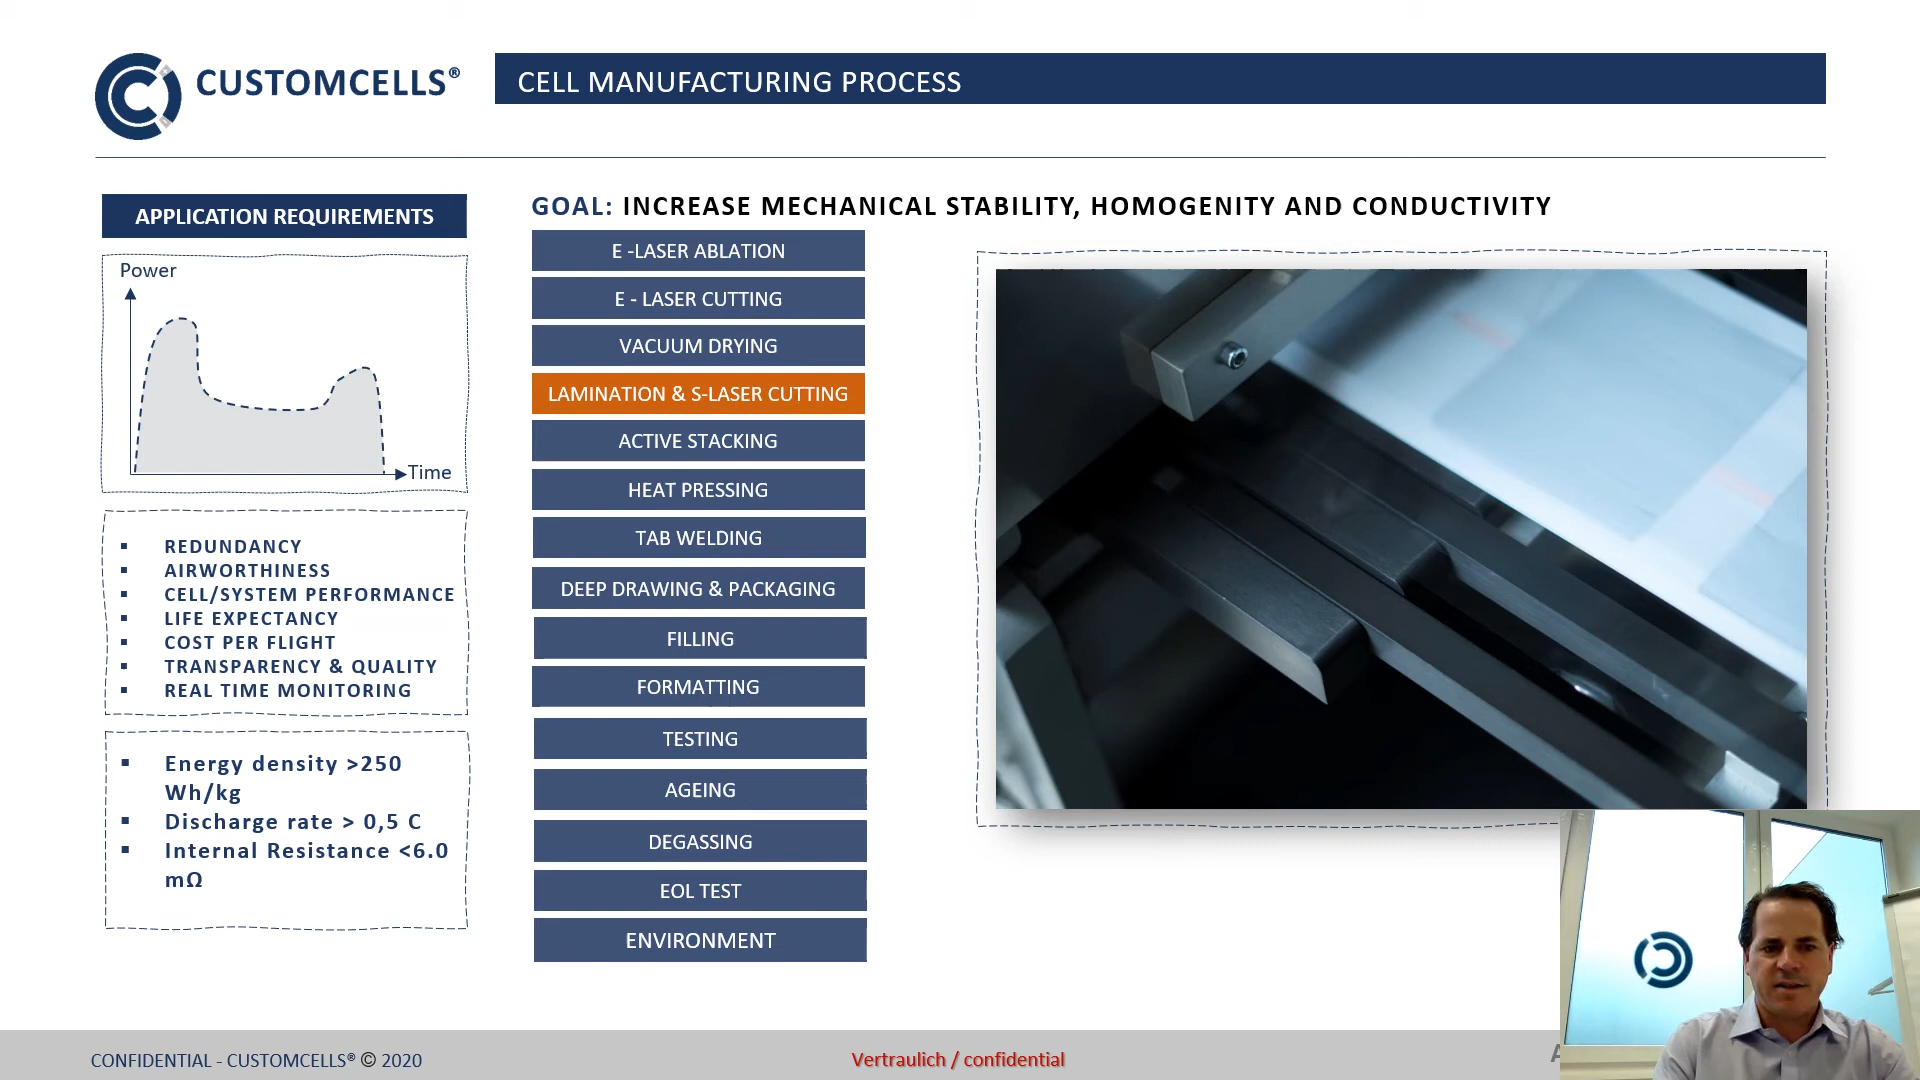 CUSTOMCELLS®
CELL MANUFACTURING PROCESS
APPLICATION REQUIREMENTS
Power
Time
▪ REDUNDANCY
▪ AIRWORTHINESS
▪ CELL/SYSTEM PERFORMANCE
▪ LIFE EXPECTANCY
▪ COST PER FLIGHT
▪ TRANSPARENCY & QUALITY
▪ REAL TIME MONITORING
▪ Energy density >250
Wh/kg
▪ Discharge rate > 0,5 C
▪ Internal Resistance <6.0
mΩ
GOAL: INCREASE MECHANICAL STABILITY, HOMOGENITY AND CONDUCTIVITY
E -LASER ABLATION
E - LASER CUTTING
VACUUM DRYING
LAMINATION & S-LASER CUTTING
ACTIVE STACKING
HEAT PRESSING
TAB WELDING
DEEP DRAWING & PACKAGING
FILLING
FORMATTING
TESTING
AGEING
DEGASSING
EOL TEST
ENVIRONMENT
CONFIDENTIAL - CUSTOMCELLS® © 2020
Vertraulich / confidential